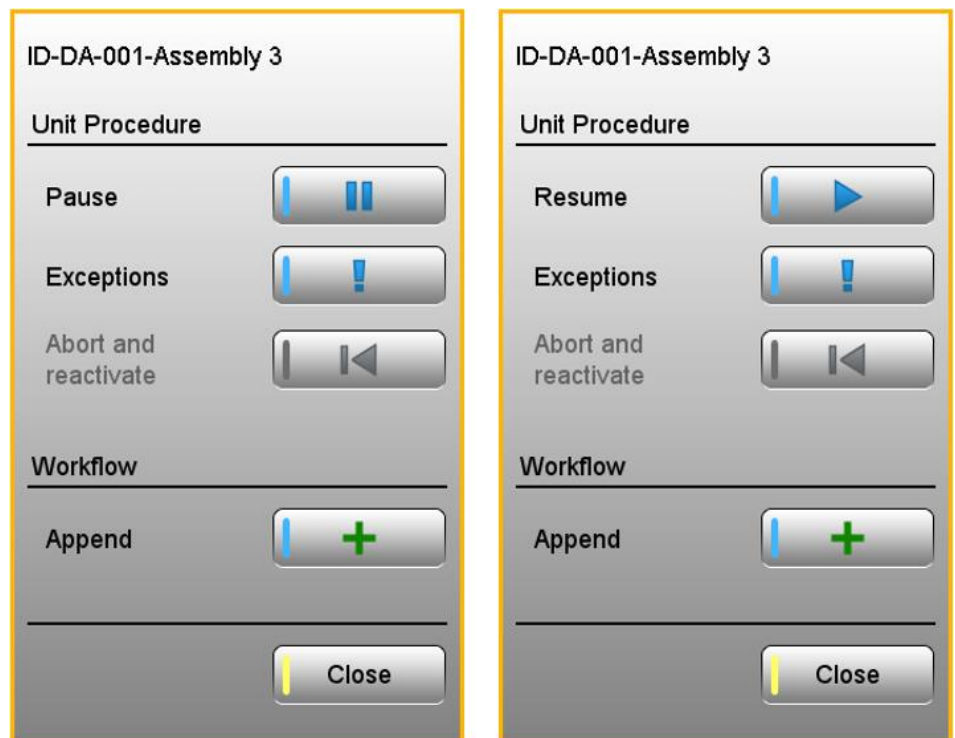 ID-DA-001-Assembly 3
Unit Procedure
Pause
Exceptions
Abort and
reactivate
Workflow
Append
Close
ID-DA-001-Assembly 3
Unit Procedure
Resume
Exceptions
Abort and
reactivate
Workflow
Append
Close